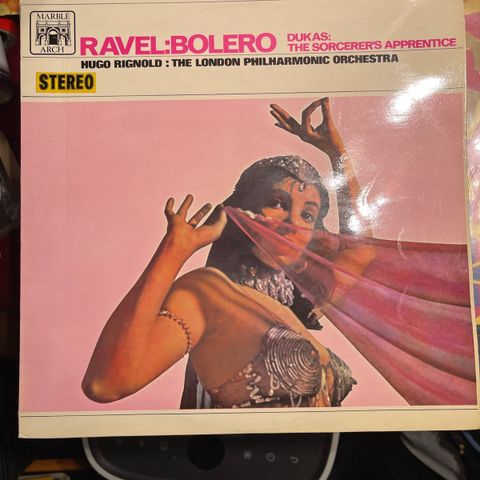 MARBLE
ARCH
RAVEL:BOLERO
DUKAS:
THE SORCERER'S APPRENTICE
HUGO RIGNOLD : THE LONDON PHILHARMONIC ORCHESTRA
STEREO